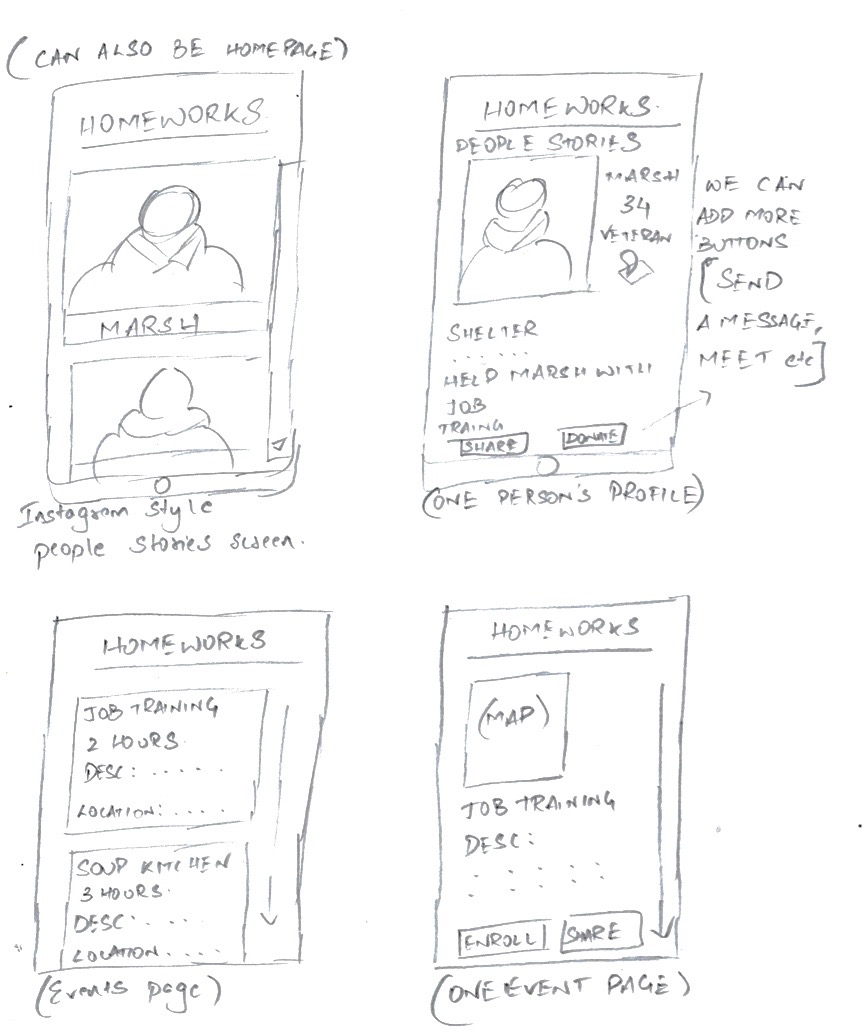 (CAN ALSO BE HOMEPAGE)
HOMEWORKS
MARSH
Instagram style
people stories screen.
HOMEWORKS.
PEOPLE STORIES
MARSH
34
VETERAN
SHELTER
. . . . . .
HELP MARSH WITH
JOB
TRAING
SHARE
DONATE
(ONE PERSON'S PROFILE)
WE CAN
ADD MORE
BUTTONS
[SEND
A MESSAGE,
MEET etc]
HOMEWORKS
JOB TRAINING
2 HOURS.
DESC: . . . . .
LOCATION: . . . .
SOUP KITCHEN
3 HOURS.
DESC: . . . .
LOCATION. . . . .
(Events page)
HOMEWORKS
(MAP)
JOB TRAINING
DESC:
ENROLL
SHARE
(ONE EVENT PAGE)